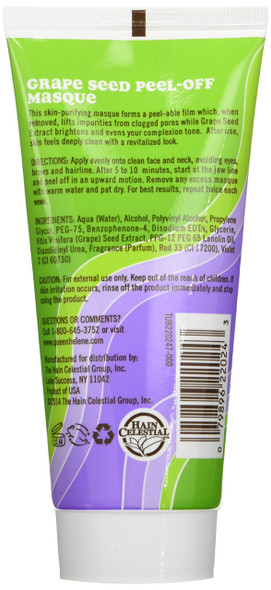 GRAPE SEED PEEL-OFF
MASQUE
This skin-purifying masque forms a peel-able film which, when
removed, lifts impurities from clogged pores while Grape Seed
Extract brightens and evens your complexion tone. After use,
skin feels deeply clean with a revitalized look.
DIRECTIONS: Apply evenly onto clean face and neck, avoiding eyes,
brows and hairline. After 5 to 10 minutes, start at the jaw line
and peel off in an upward motion. Remove any excess masque
with warm water and pat dry. For best results, repeat twice each
week.
INGREDIENTS: Aqua (Water), Alcohol, Polyvinyl Alcohol, Propylene
Glycol, PEG-75, Benzophenone-4, Disodium EDTA, Glycerin,
Vitis Vinifera (Grape) Seed Extract, PPG-12 PEG 65 Lanolin Oil,
Diazolidinyl Urea, Fragrance (Parfum), Red 33 (CI 17200), Violet
2 (CI 60730)
CAUTION: For external use only. Keep out of the reach of children. If
skin irritation occurs, rinse off the product immediately and stop
using the product.
QUESTIONS OR COMMENTS?
Call 1-800-645-3752 or visit
www.queenhelene.com
Manufactured for distribution by:
The Hain Celestial Group, Inc.
Lake Success, NY 11042
Product of USA
©2014 The Hain Celestial Group, Inc.
HAIN
CELESTIAL
TUB220247-000
0 79896 22024 3